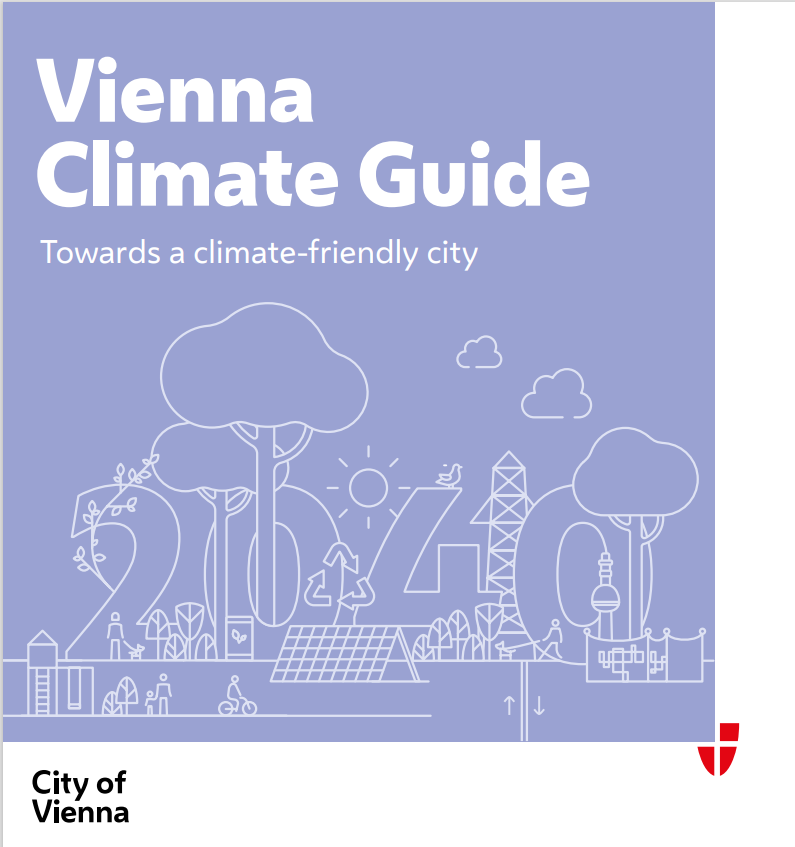 Vienna
Climate Guide
Towards a climate-friendly city
2040
City of
Vienna